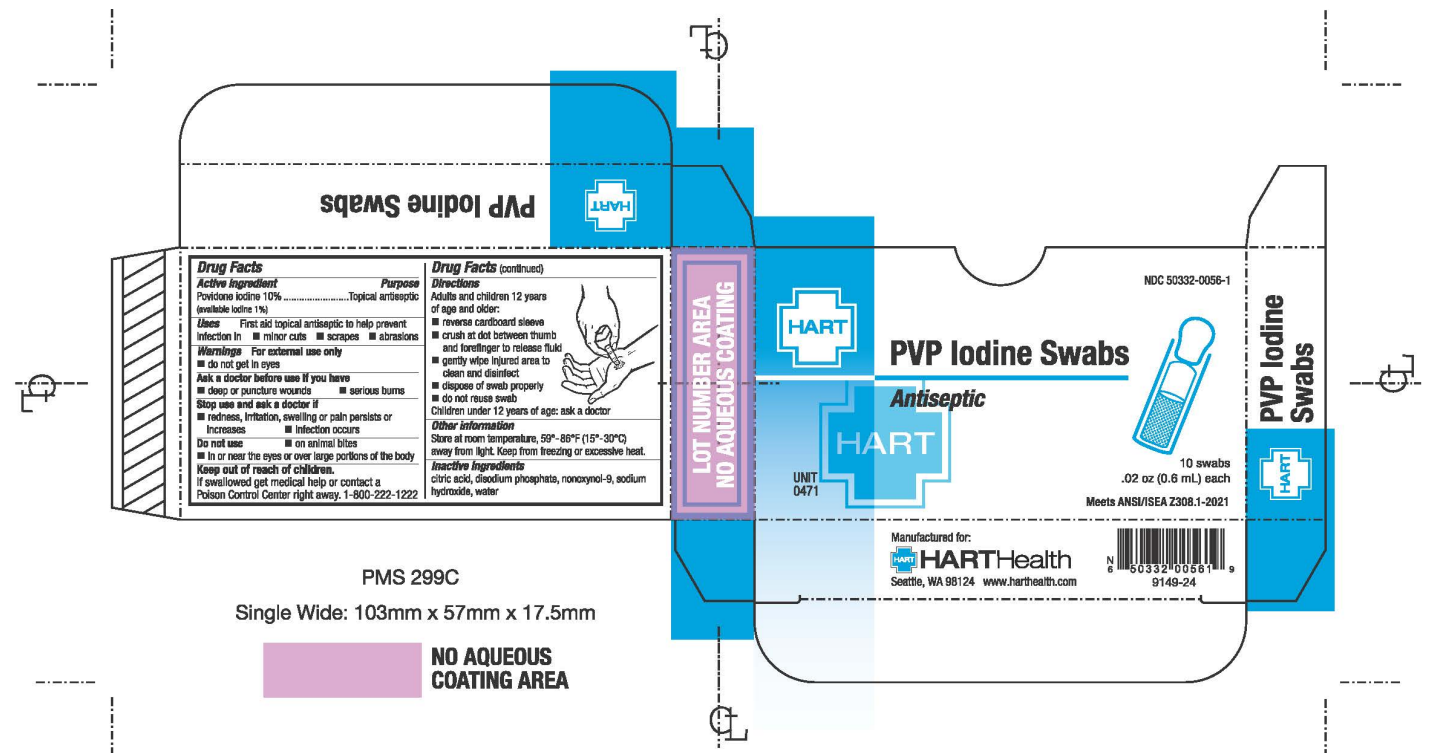 PVP Iodine Swabs
HART
Drug Facts
Active ingredient Purpose
Povidone iodine 10% ..........................Topical antiseptic
(available iodine 1%)
Uses First aid topical antiseptic to help prevent
infection in ■ minor cuts ■ scrapes ■ abrasions
Warnings For external use only
■ do not get in eyes
Ask a doctor before use if you have
■ deep or puncture wounds ■ serious burns
Stop use and ask a doctor if
■ redness, irritation, swelling or pain persists or
increases ■ infection occurs
Do not use ■ on animal bites
■ in or near the eyes or over large portions of the body
Keep out of reach of children.
If swallowed get medical help or contact a
Poison Control Center right away. 1-800-222-1222
Drug Facts (continued)
Directions
Adults and children 12 years
of age and older:
■ reverse cardboard sleeve
■ crush at dot between thumb
and forefinger to release fluid
■ gently wipe injured area to
clean and disinfect
■ dispose of swab properly
■ do not reuse swab
Children under 12 years of age: ask a doctor
Other information
Store at room temperature, 59°-86°F (15°-30°C)
away from light. Keep from freezing or excessive heat.
Inactive ingredients
citric acid, disodium phosphate, nonoxynol-9, sodium
hydroxide, water
LOT NUMBER AREA
NO AQUEOUS COATING
NDC 50332-0056-1
HART
PVP Iodine Swabs
Antiseptic
HART
UNIT
0471
10 swabs
.02 oz (0.6 mL) each
Meets ANSI/ISEA Z308.1-2021
Manufactured for:
HART HARTHealth
Seattle, WA 98124 www.harthealth.com
N
6 50332 00561 9
9149-24
PVP Iodine
Swabs
HART
PMS 299C
Single Wide: 103mm x 57mm x 17.5mm
NO AQUEOUS
COATING AREA
CL
CL
CL
CL